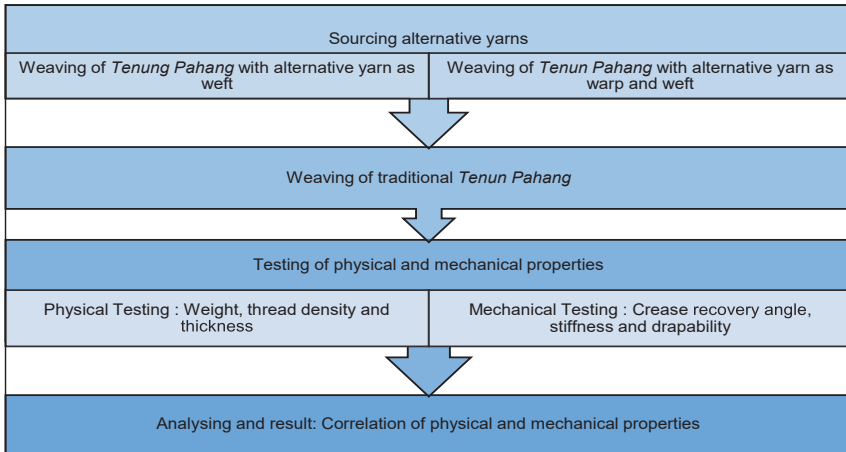 Sourcing alternative yarns
Weaving of Tenung Pahang with alternative yarn as
weft
Weaving of Tenun Pahang with alternative yarn as
warp and weft
Weaving of traditional Tenun Pahang
Testing of physical and mechanical properties
Physical Testing : Weight, thread density and
thickness
Mechanical Testing : Crease recovery angle,
stiffness and drapability
Analysing and result: Correlation of physical and mechanical properties